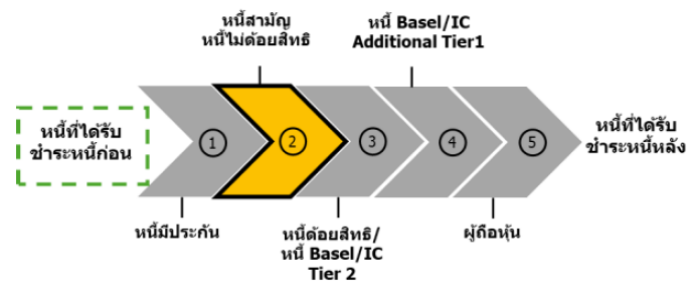 หนี้สามัญ
หนี้ไม่ด้อยสิทธิ
หนี้ Basel/IC
Additional Tier1
หนี้ที่ได้รับ
ชำระหนี้ก่อน
1
2
3
4
5
หนี้ที่ได้รับ
ชำระหนี้หลัง
หนี้มีประกัน
หนี้ด้อยสิทธิ/
หนี้ Basel/IC
Tier 2
ผู้ถือหุ้น